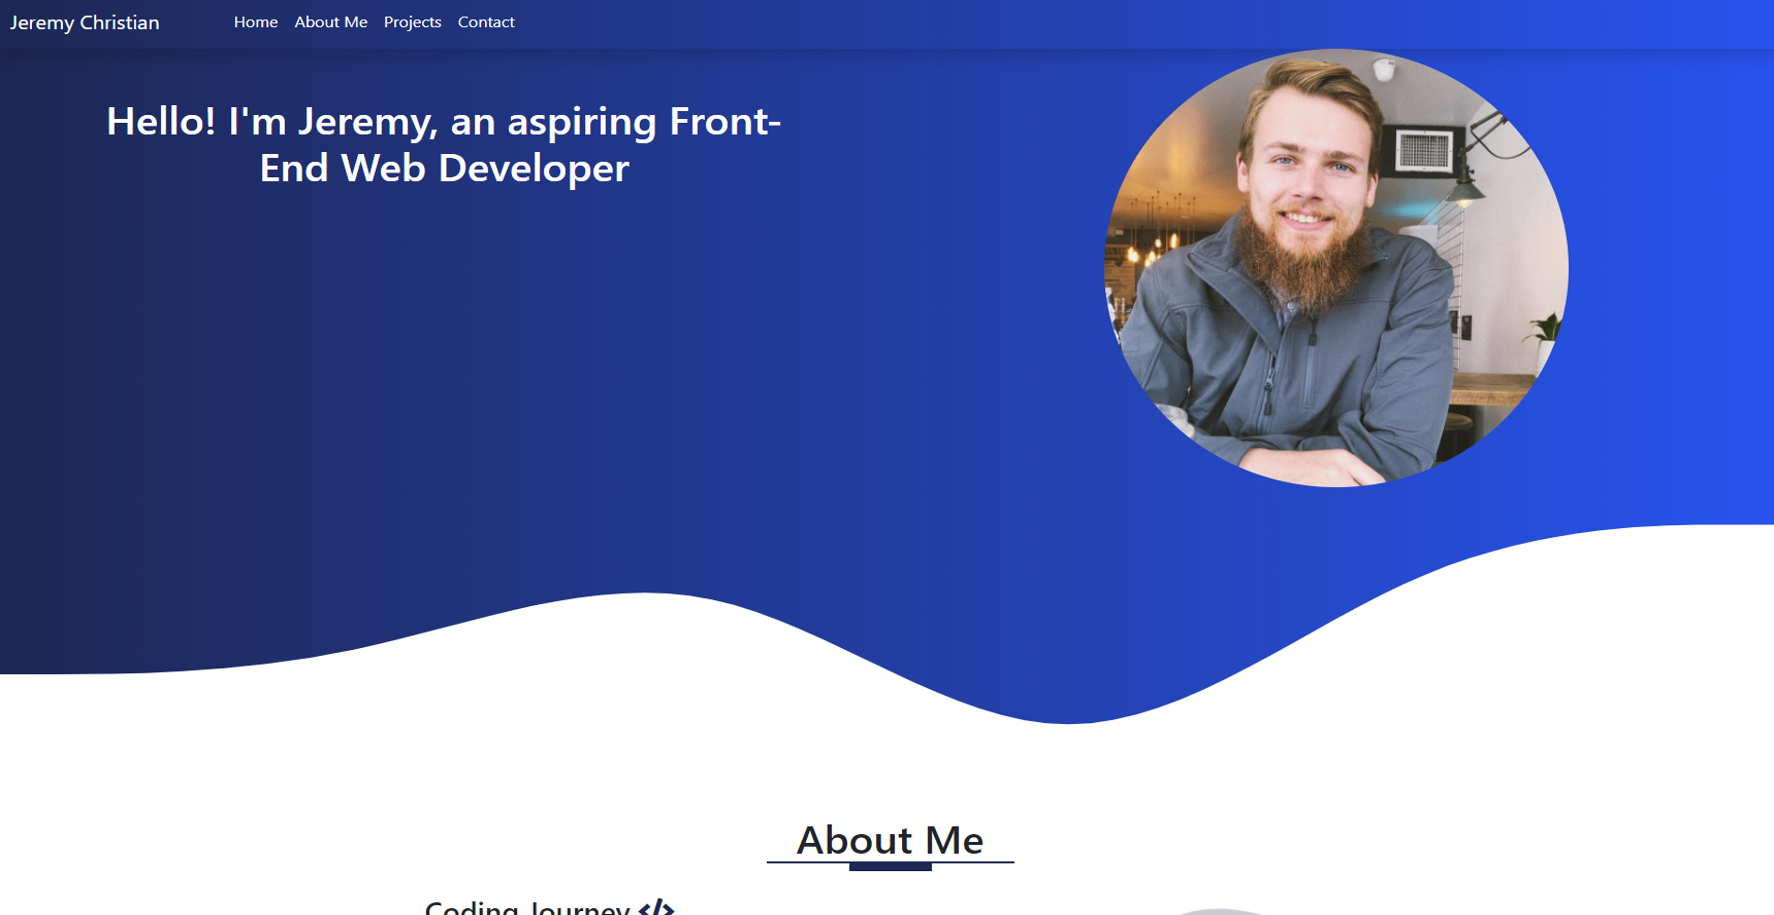 Jeremy Christian
Home About Me Projects Contact
Hello! I'm Jeremy, an aspiring Front-
End Web Developer
About Me
Coding Journey </>